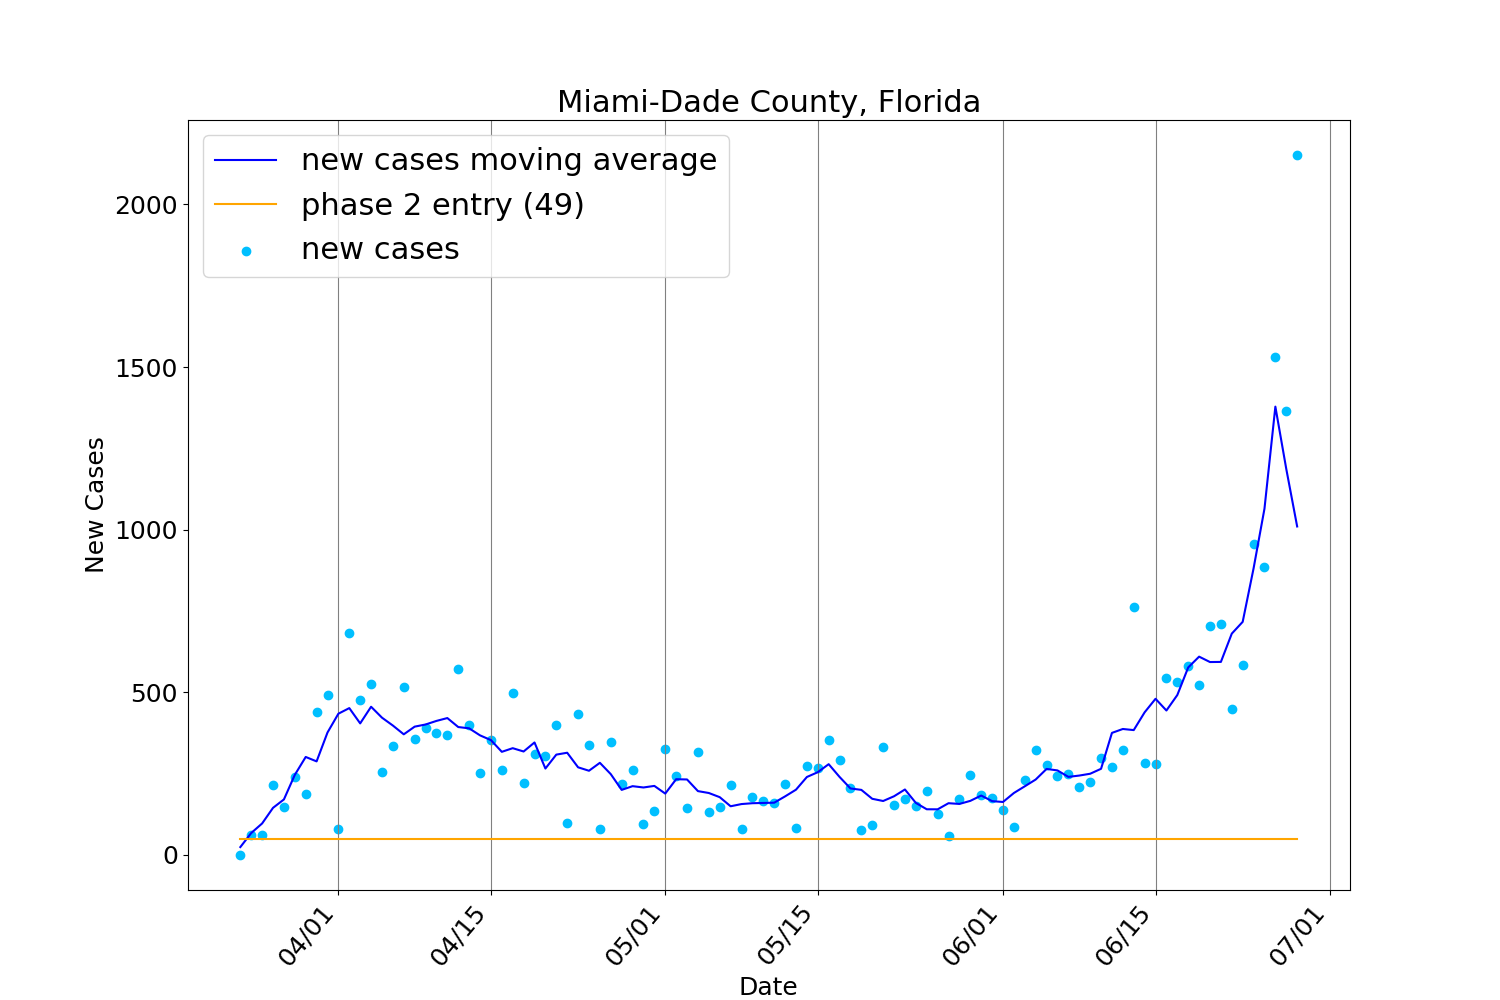 Miami-Dade County, Florida
new cases moving average
phase 2 entry (49)
new cases
2000
1500
1000
500
0
New Cases
04/01
04/15
05/01
05/15
06/01
06/15
07/01
Date